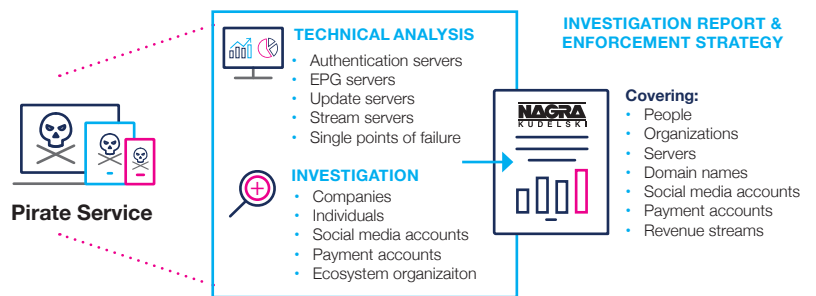 Pirate Service
TECHNICAL ANALYSIS
• Authentication servers
• EPG servers
• Update servers
• Stream servers
• Single points of failure
INVESTIGATION
• Companies
• Individuals
• Social media accounts
• Payment accounts
• Ecosystem organizaiton
INVESTIGATION REPORT &
ENFORCEMENT STRATEGY
NAGRA
KUDELSKI
Covering:
• People
• Organizations
• Servers
• Domain names
• Social media accounts
• Payment accounts
• Revenue streams